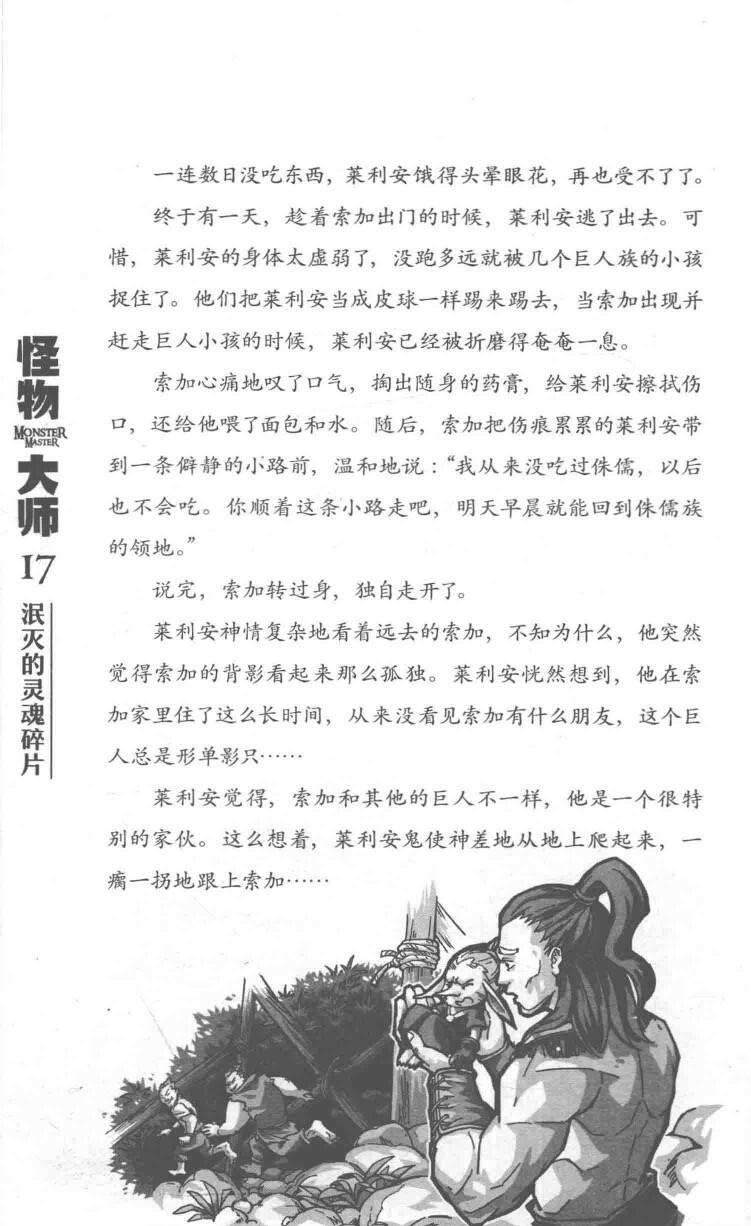 一连数日没吃东西，莱利安饿得头晕眼花，再也受不了了。
终于有一天，趁着索加出门的时候，莱利安逃了出去。可
惜，莱利安的身体太虚弱了，没跑多远就被几个巨人族的小孩
捉住了。他们把莱利安当成皮球一样踢来踢去，当索加出现并
赶走巨人小孩的时候，莱利安已经被折磨得奄奄一息。
索加心痛地叹了口气，掏出随身的药膏，给莱利安擦拭伤
口，还给他喂了面包和水。随后，索加把伤痕累累的莱利安带
到一条僻静的小路前，温和地说：“我从来没吃过侏儒，以后
也不会吃。你顺着这条小路走吧，明天早晨就能回到侏儒族
的领地。”
说完，索加转过身，独自走开了。
莱利安神情复杂地看着远去的索加，不知为什么，他突然
觉得索加的背影看起来那么孤独。莱利安恍然想到，他在索
加家里住了这么长时间，从来没看见索加有什么朋友，这个巨
人总是形单影只……
莱利安觉得，索加和其他的巨人不一样，他是一个很特
别的家伙。这么想着，莱利安鬼使神差地从地上爬起来，一
瘸一拐地跟上索加……
怪物
MONSTER
MASTER
大师
17
泯灭的灵魂碎片